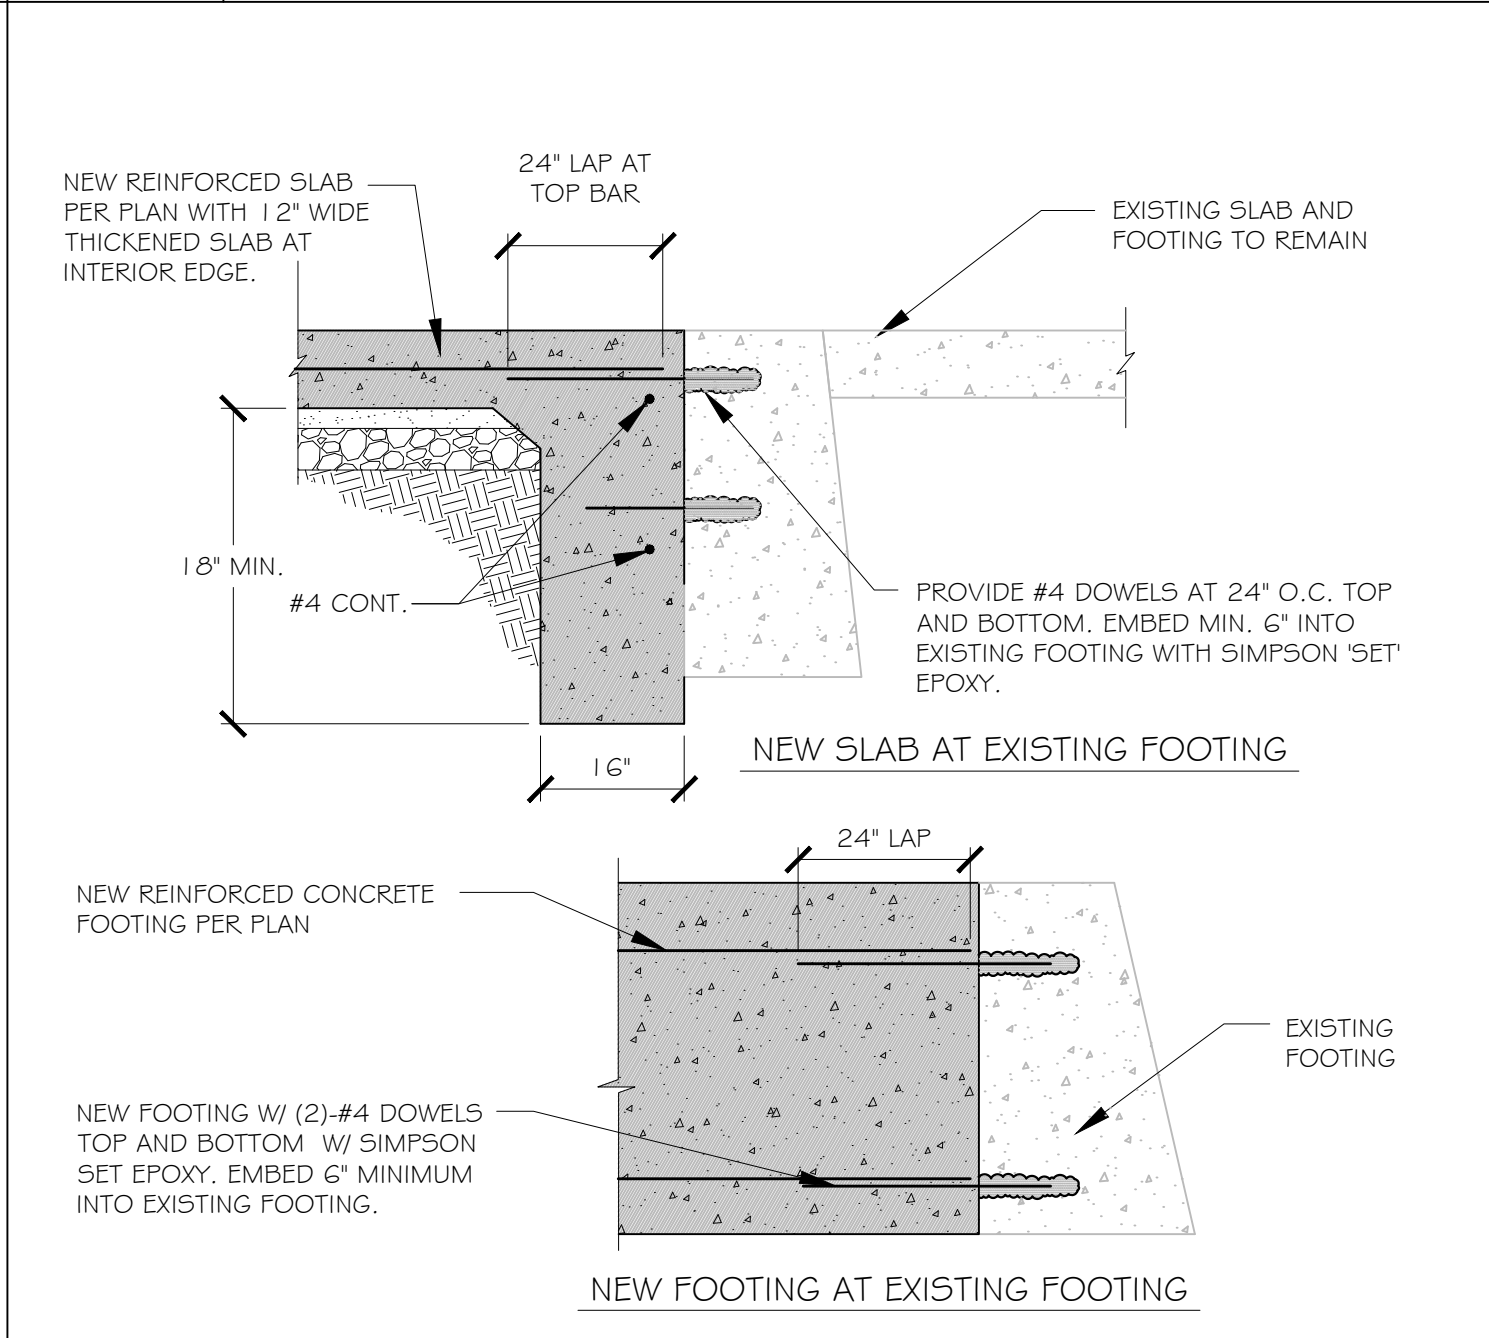 NEW REINFORCED SLAB
PER PLAN WITH 12" WIDE
THICKENED SLAB AT
INTERIOR EDGE.
24" LAP AT
TOP BAR
EXISTING SLAB AND
FOOTING TO REMAIN
18" MIN.
#4 CONT.
PROVIDE #4 DOWELS AT 24" O.C. TOP
AND BOTTOM. EMBED MIN. 6" INTO
EXISTING FOOTING WITH SIMPSON 'SET'
EPOXY.
16"
NEW SLAB AT EXISTING FOOTING
24" LAP
NEW REINFORCED CONCRETE
FOOTING PER PLAN
EXISTING
FOOTING
NEW FOOTING W/ (2)-#4 DOWELS
TOP AND BOTTOM W/ SIMPSON
SET EPOXY. EMBED 6" MINIMUM
INTO EXISTING FOOTING.
NEW FOOTING AT EXISTING FOOTING